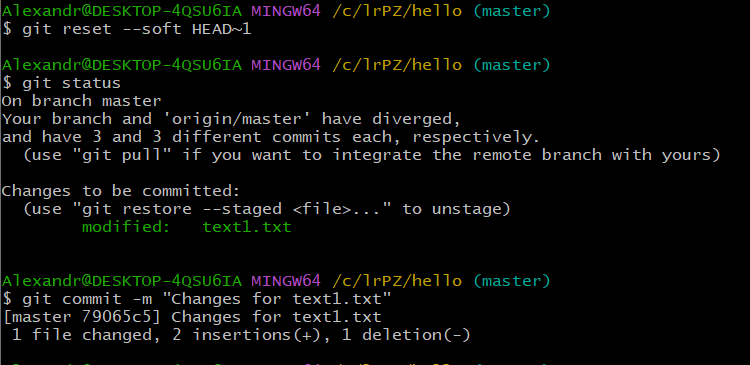 Alexandr@DESKTOP-4QSU6IA MINGW64 /c/lrPZ/hello (master)
$ git reset --soft HEAD~1
Alexandr@DESKTOP-4QSU6IA MINGW64 /c/lrPZ/hello (master)
$ git status
On branch master
Your branch and 'origin/master' have diverged,
and have 3 and 3 different commits each, respectively.
  (use "git pull" if you want to integrate the remote branch with yours)
Changes to be committed:
  (use "git restore --staged <file>..." to unstage)
        modified:   text1.txt
Alexandr@DESKTOP-4QSU6IA MINGW64 /c/lrPZ/hello (master)
$ git commit -m "Changes for text1.txt"
[master 79065c5] Changes for text1.txt
 1 file changed, 2 insertions(+), 1 deletion(-)